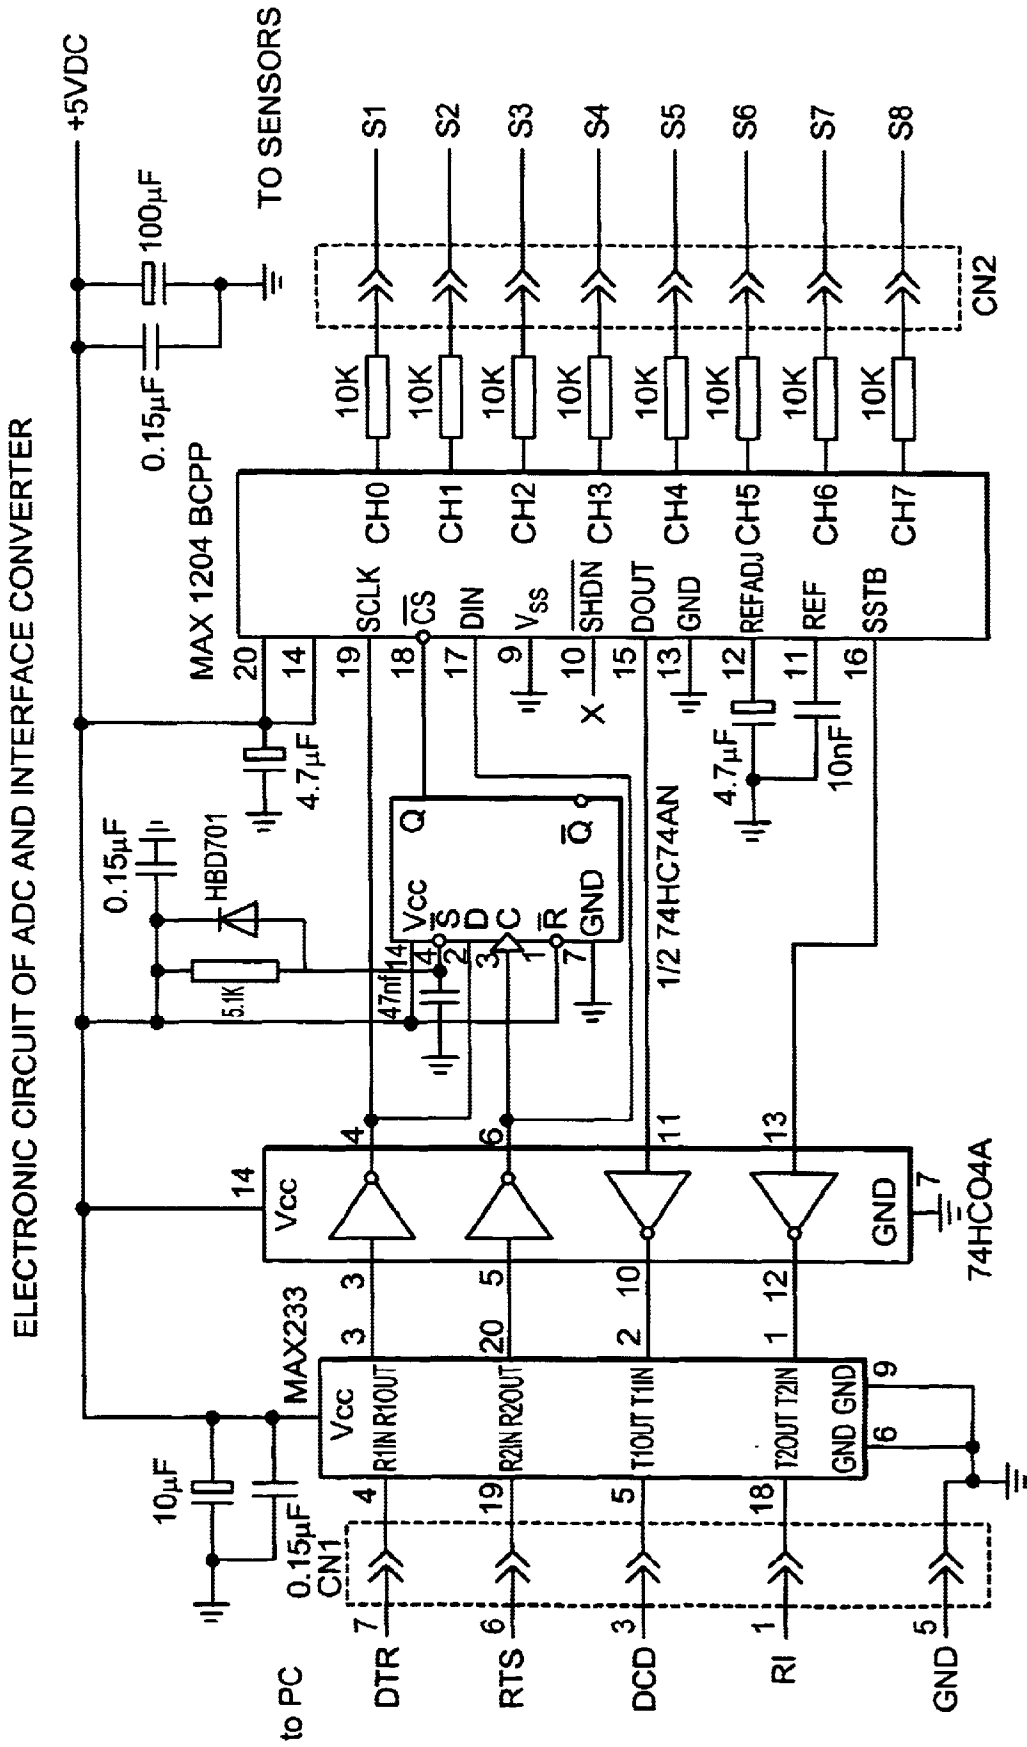 ELECTRONIC CIRCUIT OF ADC AND INTERFACE CONVERTER
+5VDC
10µF
0.15µF
0.15µF
HBD701
5.1K
47nf
4.7µF
0.15µF
100µF
TO SENSORS
to PC
CN1
DTR 7
RTS 6
DCD 3
RI 1
GND 5
MAX233
Vcc
4 R1IN R1OUT 3
19 R2IN R2OUT 20
5 T1OUT T1IN 2
18 T2OUT T2IN 1
GND GND
6 9
14
Vcc
3 4
5 6
10 11
12 13
GND 7
74HCO4A
14 Vcc
4 S
2 D
3 C
1 R
7 GND
Q
Q
1/2 74HC74AN
MAX 1204 BCPP
20
14
19 SCLK
18 CS
17 DIN
9 VSS
X 10 SHDN
15 DOUT
13 GND
12 REFADJ
11 REF
16 SSTB
4.7µF
10nF
CH0 10K S1
CH1 10K S2
CH2 10K S3
CH3 10K S4
CH4 10K S5
CH5 10K S6
CH6 10K S7
CH7 10K S8
CN2